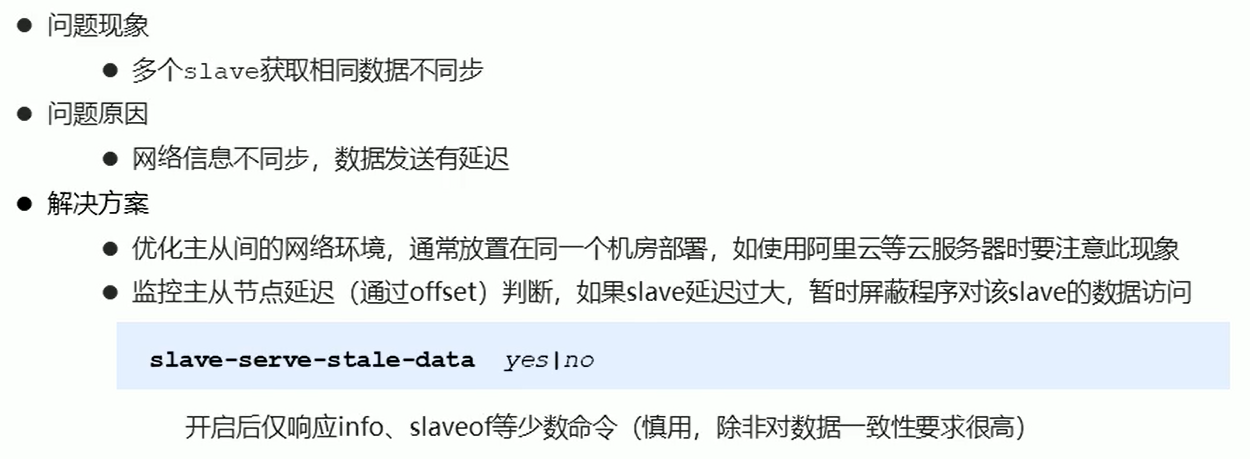 ● 问题现象
● 多个slave获取相同数据不同步
● 问题原因
● 网络信息不同步，数据发送有延迟
● 解决方案
● 优化主从间的网络环境，通常放置在同一个机房部署，如使用阿里云等云服务器时要注意此现象
● 监控主从节点延迟（通过offset）判断，如果slave延迟过大，暂时屏蔽程序对该slave的数据访问
slave-serve-stale-data yes|no
开启后仅响应info、slaveof等少数命令（慎用，除非对数据一致性要求很高）